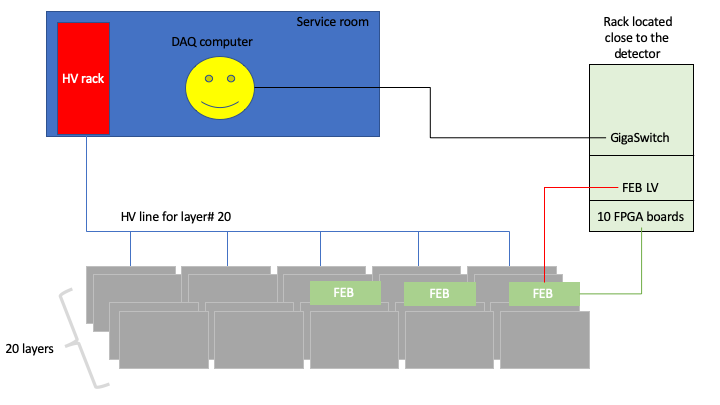 Service room
DAQ computer
HV rack
Rack located
close to the
detector
GigaSwitch
FEB LV
10 FPGA boards
HV line for layer# 20
FEB
FEB
FEB
20 layers